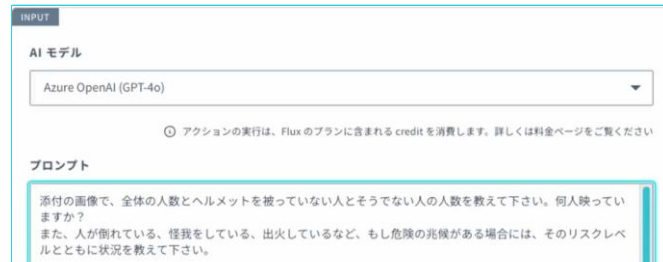 INPUT
AI モデル
Azure OpenAI (GPT-4o)
アクションの実行は、Flux のプランに含まれる credit を消費します。詳しくは料金ページをご覧ください
プロンプト
添付の画像で、全体の人数とヘルメットを被っていない人とそうでない人の人数を教えて下さい。何人映ってい
ますか？
また、人が倒れている、怪我をしている、出火しているなど、もし危険の兆候がある場合には、そのリスクレベ
ルとともに状況を教えて下さい。